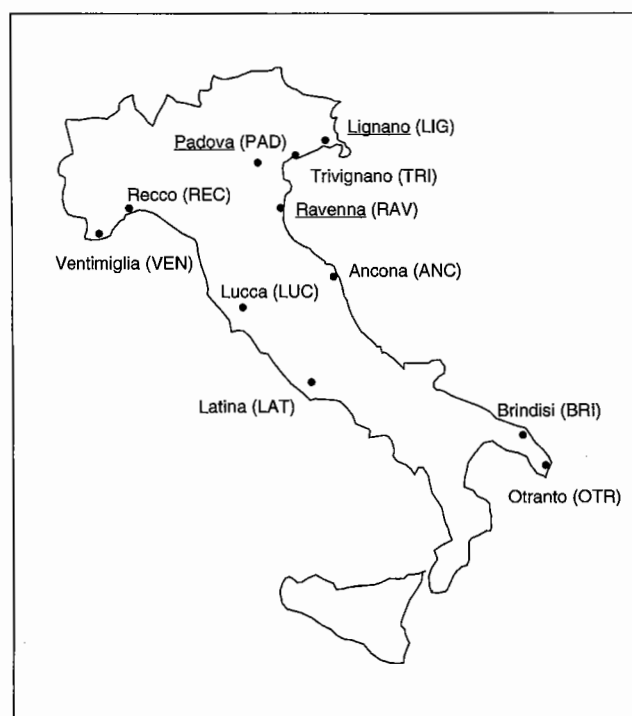 Lignano (LIG)
Padova (PAD)
Trivignano (TRI)
Recco (REC)
Ravenna (RAV)
Ventimiglia (VEN)
Ancona (ANC)
Lucca (LUC)
Latina (LAT)
Brindisi (BRI)
Otranto (OTR)